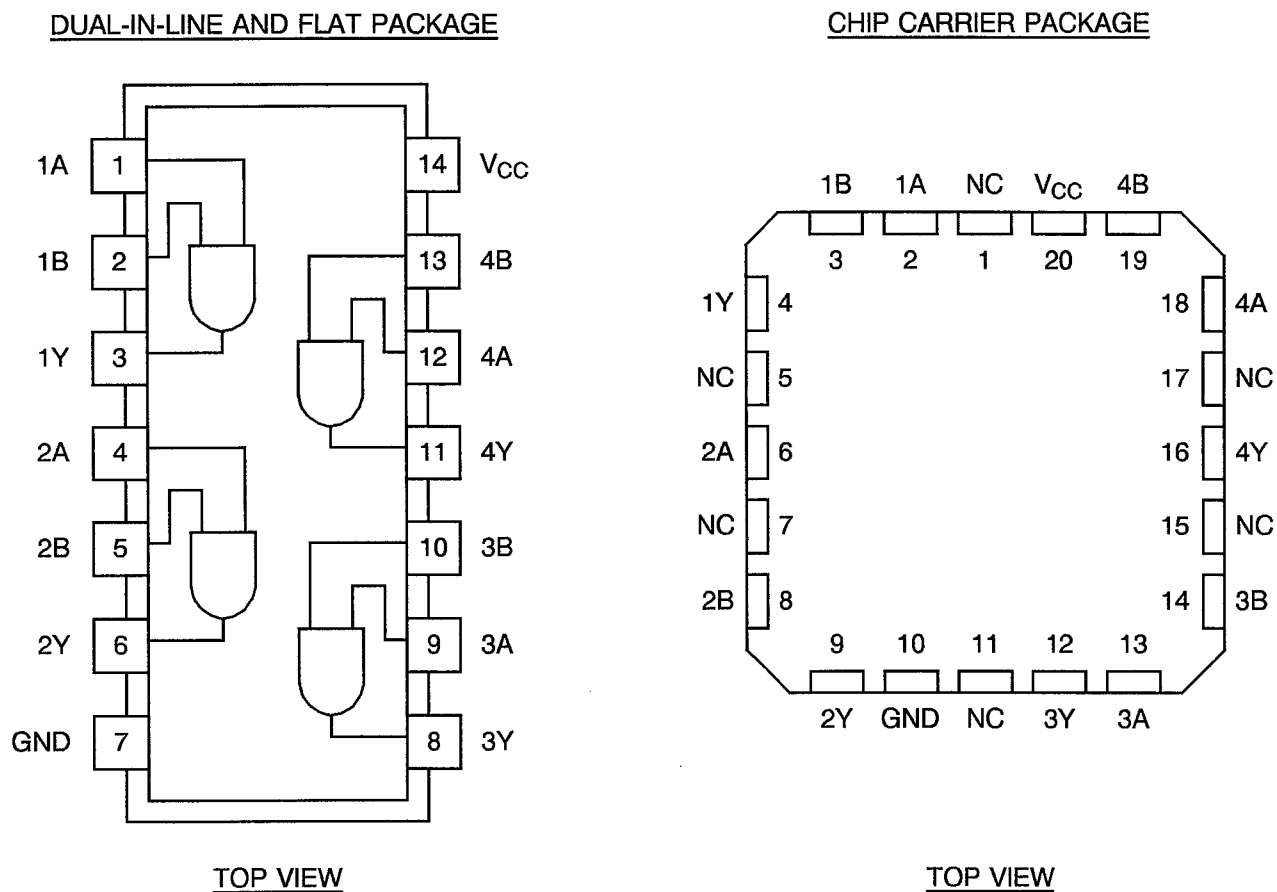 DUAL-IN-LINE AND FLAT PACKAGE
1A 1 14 VCC
1B 2 13 4B
1Y 3 12 4A
2A 4 11 4Y
2B 5 10 3B
2Y 6 9 3A
GND 7 8 3Y
TOP VIEW
CHIP CARRIER PACKAGE
1B 1A NC VCC 4B
3 2 1 20 19
1Y 4 18 4A
NC 5 17 NC
2A 6 16 4Y
NC 7 15 NC
2B 8 14 3B
9 10 11 12 13
2Y GND NC 3Y 3A
TOP VIEW